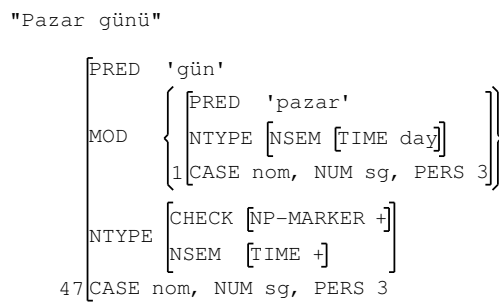 "Pazar günü"
PRED 'gün'
PRED 'pazar'
MOD NTYPE NSEM TIME day
1 CASE nom, NUM sg, PERS 3
CHECK NP-MARKER +
NTYPE
NSEM TIME +
47 CASE nom, NUM sg, PERS 3